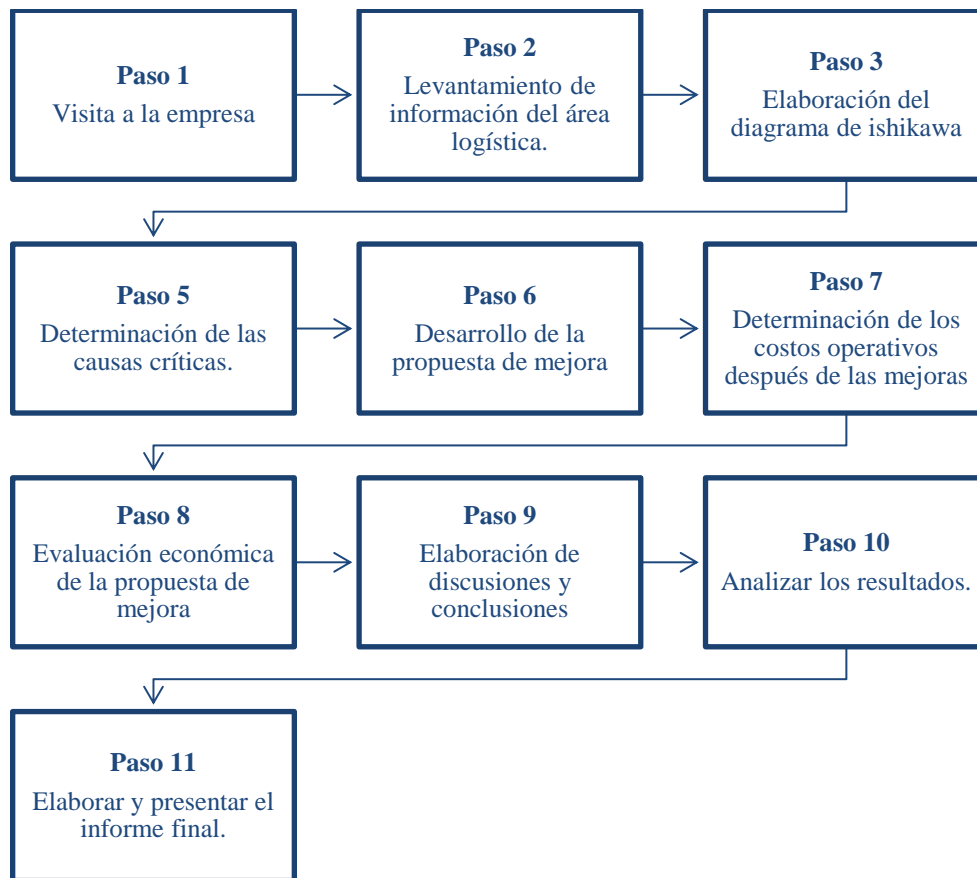 Paso 1
Visita a la empresa
Paso 2
Levantamiento de
información del área
logística.
Paso 3
Elaboración del
diagrama de ishikawa
Paso 5
Determinación de las
causas críticas.
Paso 6
Desarrollo de la
propuesta de mejora
Paso 7
Determinación de los
costos operativos
después de las mejoras
Paso 8
Evaluación económica
de la propuesta de
mejora
Paso 9
Elaboración de
discusiones y
conclusiones
Paso 10
Analizar los resultados.
Paso 11
Elaborar y presentar el
informe final.